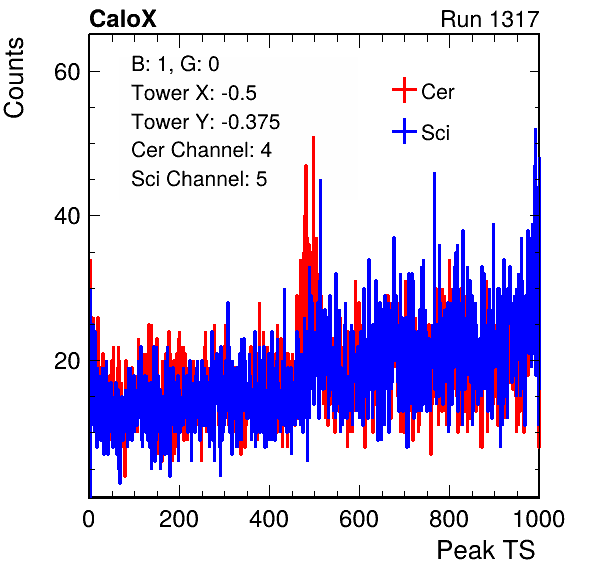 CaloX Run 1317
Counts
60
40
20
B: 1, G: 0
Tower X: -0.5
Tower Y: -0.375
Cer Channel: 4
Sci Channel: 5
Cer
Sci
0 200 400 600 800 1000
Peak TS